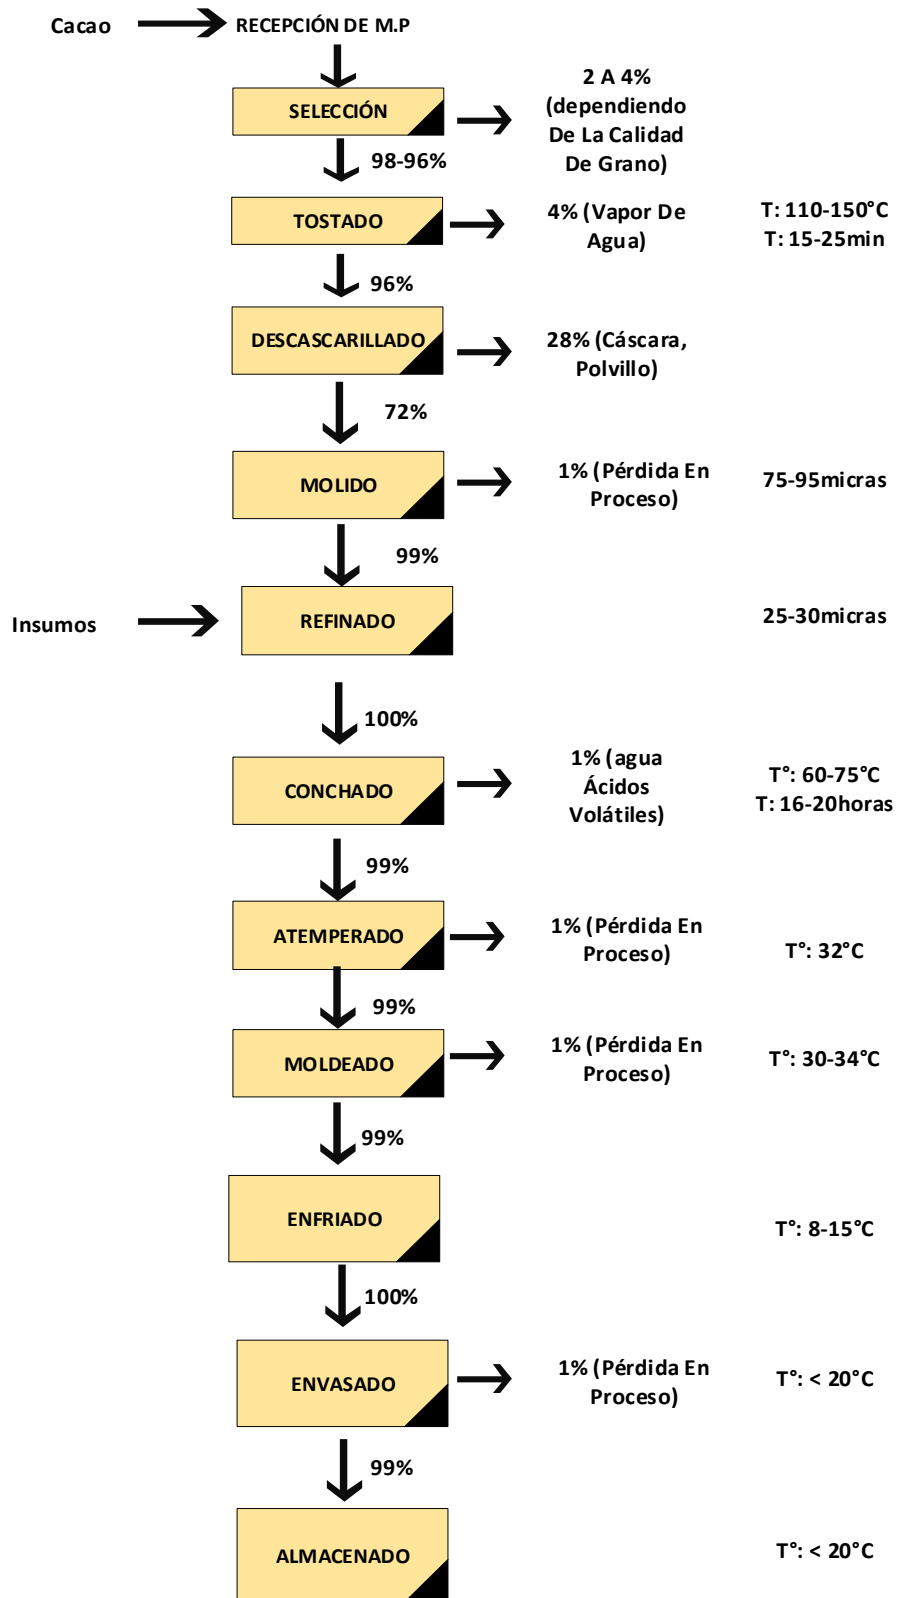 Cacao
RECEPCIÓN DE M.P
SELECCIÓN
2 A 4%
(dependiendo
De La Calidad
De Grano)
98-96%
TOSTADO
4% (Vapor De
Agua)
T: 110-150°C
T: 15-25min
96%
DESCASCARILLADO
28% (Cáscara,
Polvillo)
72%
MOLIDO
1% (Pérdida En
Proceso)
75-95micras
99%
Insumos
REFINADO
25-30micras
100%
CONCHADO
1% (agua
Ácidos
Volátiles)
T°: 60-75°C
T: 16-20horas
99%
ATEMPERADO
1% (Pérdida En
Proceso)
T°: 32°C
99%
MOLDEADO
1% (Pérdida En
Proceso)
T°: 30-34°C
99%
ENFRIADO
T°: 8-15°C
100%
ENVASADO
1% (Pérdida En
Proceso)
T°: < 20°C
99%
ALMACENADO
T°: < 20°C